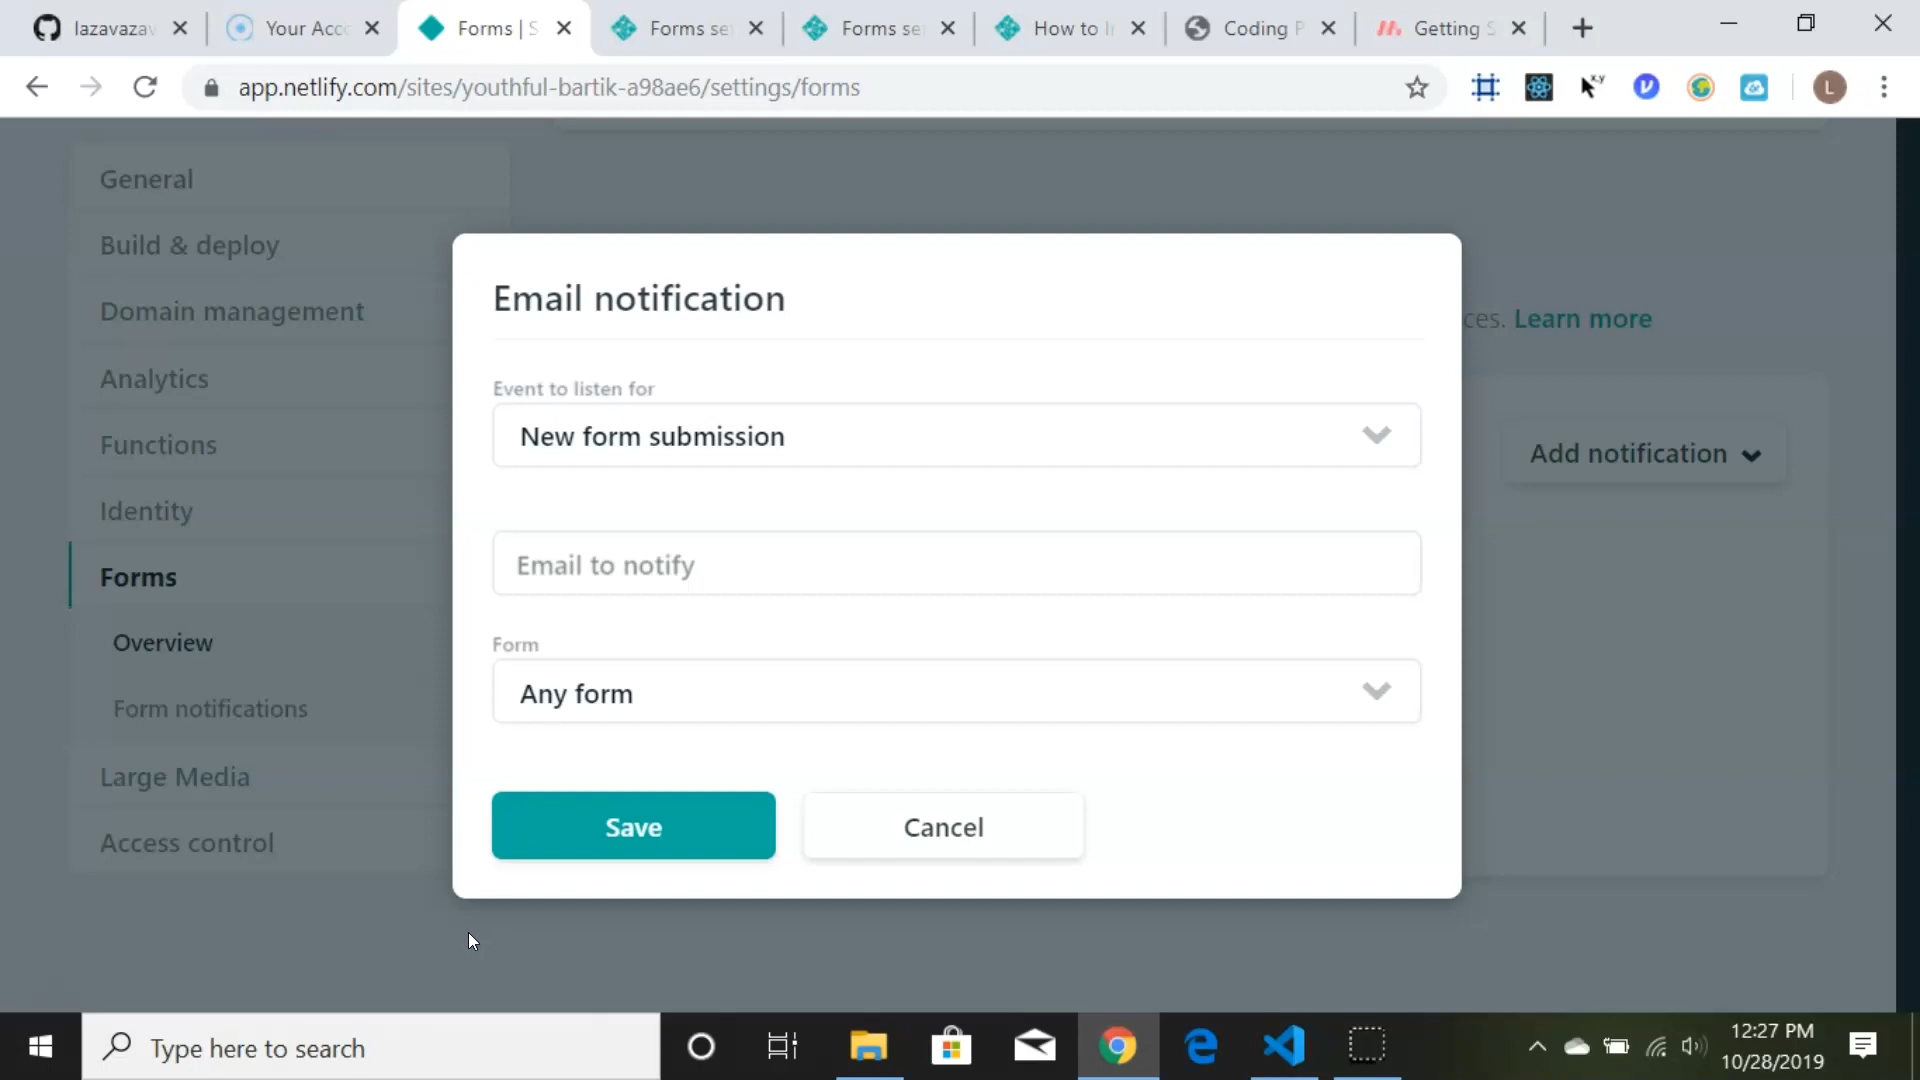 lazavazav
Your Acc
Forms | S
Forms se
Forms se
How to I
Coding P
Getting S
app.netlify.com/sites/youthful-bartik-a98ae6/settings/forms
L
General
Build & deploy
Domain management
Analytics
Functions
Identity
Forms
Overview
Form notifications
Large Media
Access control
ces. Learn more
Add notification
Email notification
Event to listen for
New form submission
Email to notify
Form
Any form
Save
Cancel
Type here to search
12:27 PM
10/28/2019